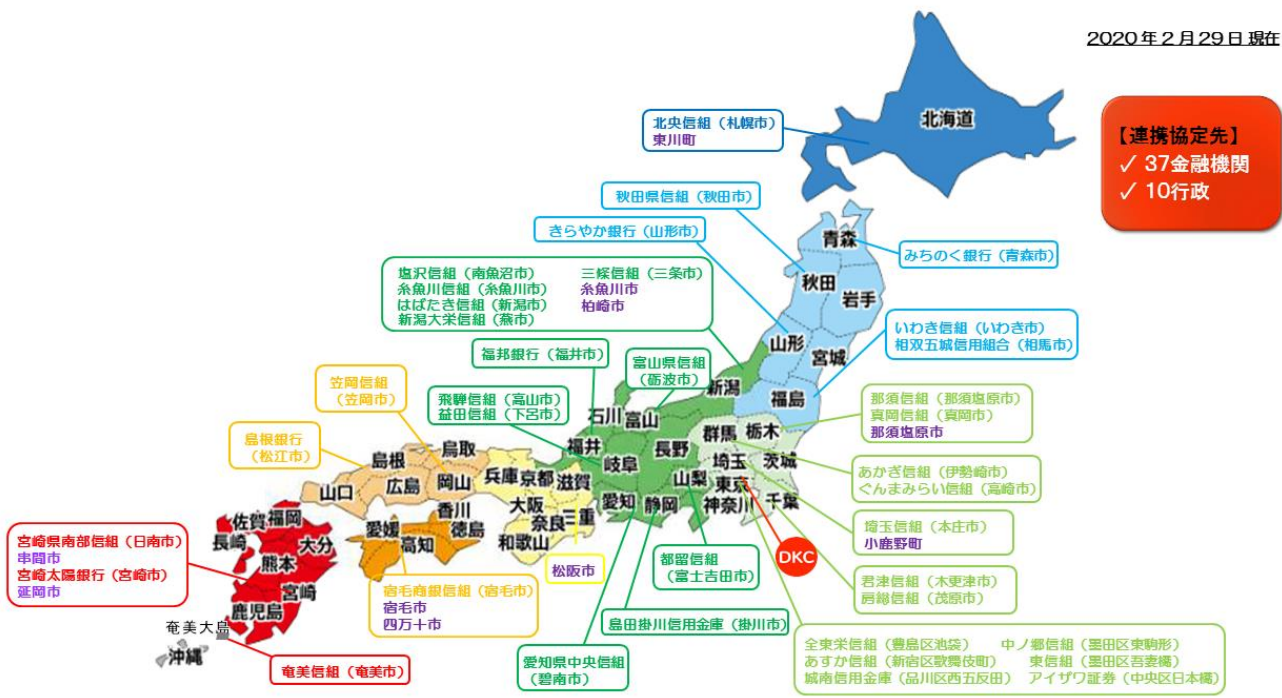 2020年2月29日 現在
北海道
【連携協定先】
✓ 37金融機関
✓ 10行政
北央信組（札幌市）
東川町
秋田県信組（秋田市）
きらやか銀行（山形市）
青森
みちのく銀行（青森市）
秋田
岩手
塩沢信組（南魚沼市） 三條信組（三条市）
糸魚川信組（糸魚川市） 糸魚川市
はばたき信組（新潟市） 柏崎市
新潟大栄信組（燕市）
いわき信組（いわき市）
相双五城信用組合（相馬市）
山形
宮城
福邦銀行（福井市）
富山県信組
（砺波市）
新潟
福島
笠岡信組
（笠岡市）
飛騨信組（高山市）
益田信組（下呂市）
那須信組（那須塩原市）
真岡信組（真岡市）
那須塩原市
石川
富山
群馬
栃木
島根銀行
（松江市）
福井
長野
鳥取
島根
岐阜
埼玉
茨城
あかぎ信組（伊勢崎市）
ぐんまみらい信組（高崎市）
兵庫
京都
滋賀
山梨
東京
山口
広島
岡山
愛知
静岡
神奈川
千葉
香川
大阪
奈良
三重
佐賀
福岡
愛媛
徳島
高知
和歌山
埼玉信組（本庄市）
小鹿野町
長崎
大分
宮崎県南部信組（日南市）
串間市
宮崎太陽銀行（宮崎市）
延岡市
熊本
宮崎
鹿児島
松阪市
都留信組
（富士吉田市）
DKC
君津信組（木更津市）
房総信組（茂原市）
宿毛商銀信組（宿毛市）
宿毛市
四万十市
島田掛川信用金庫（掛川市）
奄美大島
沖縄
奄美信組（奄美市）
愛知県中央信組
（碧南市）
全東栄信組（豊島区池袋） 中ノ郷信組（墨田区東駒形）
あすか信組（新宿区歌舞伎町） 東信組（墨田区吾妻橋）
城南信用金庫（品川区西五反田） アイザワ証券（中央区日本橋）